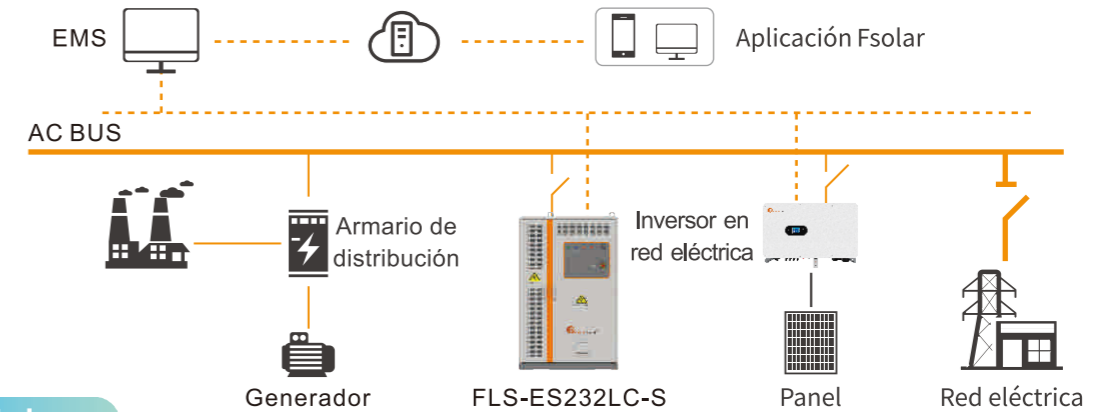 EMS
Aplicación Fsolar
AC BUS
Armario de
distribución
Inversor en
red eléctrica
Generador
FLS-ES232LC-S
Panel
Red eléctrica